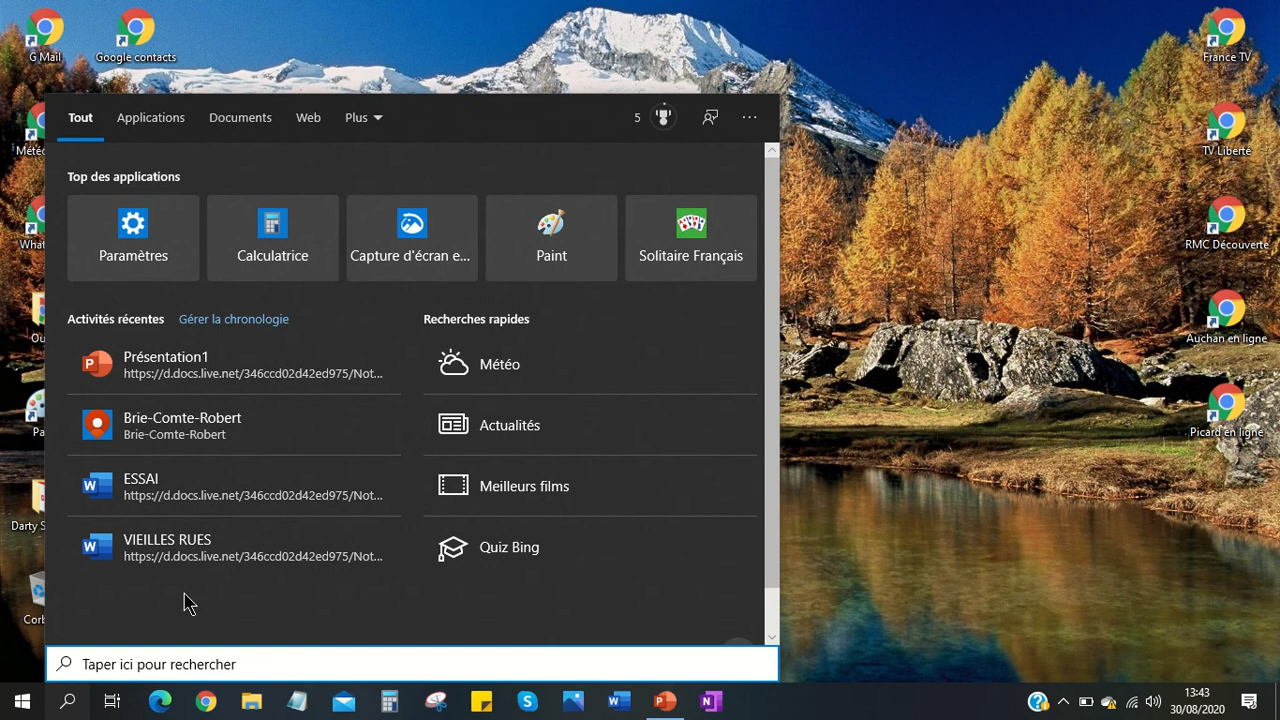 G Mail
Google contacts
France TV
TV Liberté
RMC Découverte
Auchan en ligne
Picard en ligne
Tout
Applications
Documents
Web
Plus
5
Top des applications
Paramètres
Calculatrice
Capture d'écran e...
Paint
Solitaire Français
Activités récentes
Gérer la chronologie
Présentation1
https://d.docs.live.net/346ccd02d42ed975/Not...
Brie-Comte-Robert
Brie-Comte-Robert
ESSAI
https://d.docs.live.net/346ccd02d42ed975/Not...
VIEILLES RUES
https://d.docs.live.net/346ccd02d42ed975/Not...
Recherches rapides
Météo
Actualités
Meilleurs films
Quiz Bing
Taper ici pour rechercher
13:43
30/08/2020
Darty S